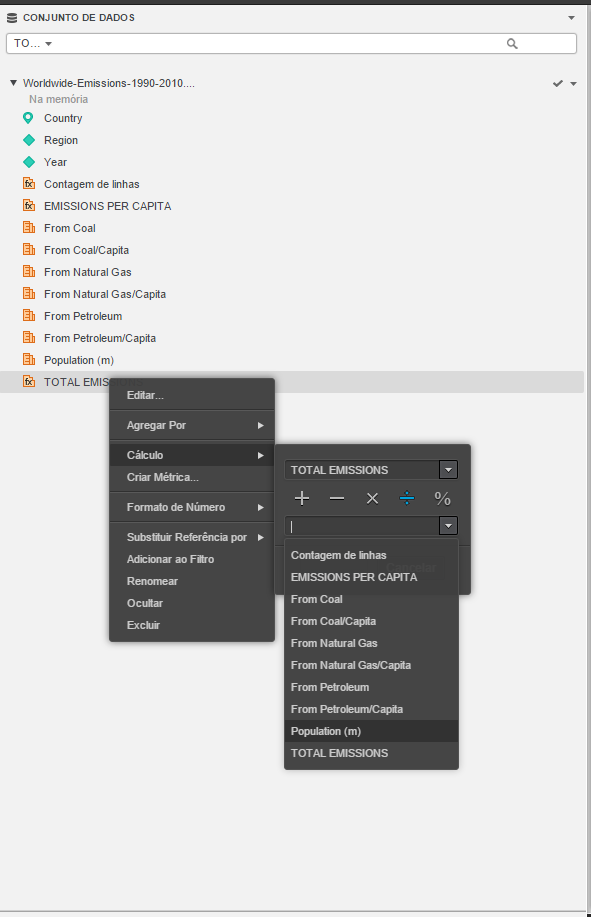 CONJUNTO DE DADOS
TO...
Worldwide-Emissions-1990-2010....
Na memória
Country
Region
Year
fx Contagem de linhas
fx EMISSIONS PER CAPITA
From Coal
From Coal/Capita
From Natural Gas
From Natural Gas/Capita
From Petroleum
From Petroleum/Capita
Population (m)
fx TOTAL EMIS
Editar...
Agregar Por
Cálculo
Criar Métrica...
Formato de Número
Substituir Referência por
Adicionar ao Filtro
Renomear
Ocultar
Excluir
TOTAL EMISSIONS
+ − × ÷ %
Contagem de linhas
EMISSIONS PER CAPITA
From Coal
From Coal/Capita
From Natural Gas
From Natural Gas/Capita
From Petroleum
From Petroleum/Capita
Population (m)
TOTAL EMISSIONS